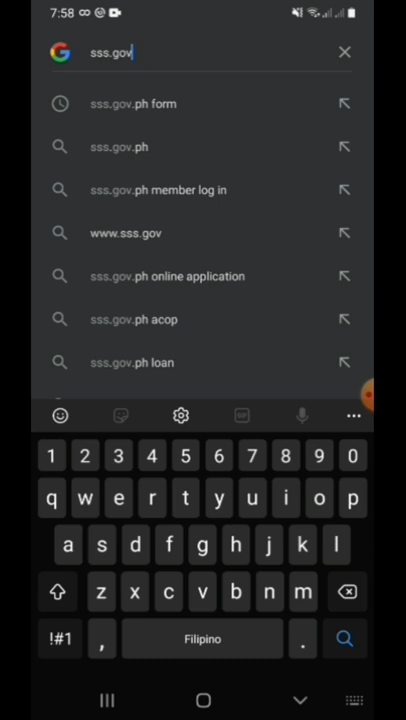 7:58
sss.gov
sss.gov.ph form
sss.gov.ph
sss.gov.ph member log in
www.sss.gov
sss.gov.ph online application
sss.gov.ph acop
sss.gov.ph loan
GIF
1 2 3 4 5 6 7 8 9 0
q w e r t y u i o p
a s d f g h j k l
z x c v b n m
!#1 , Filipino .